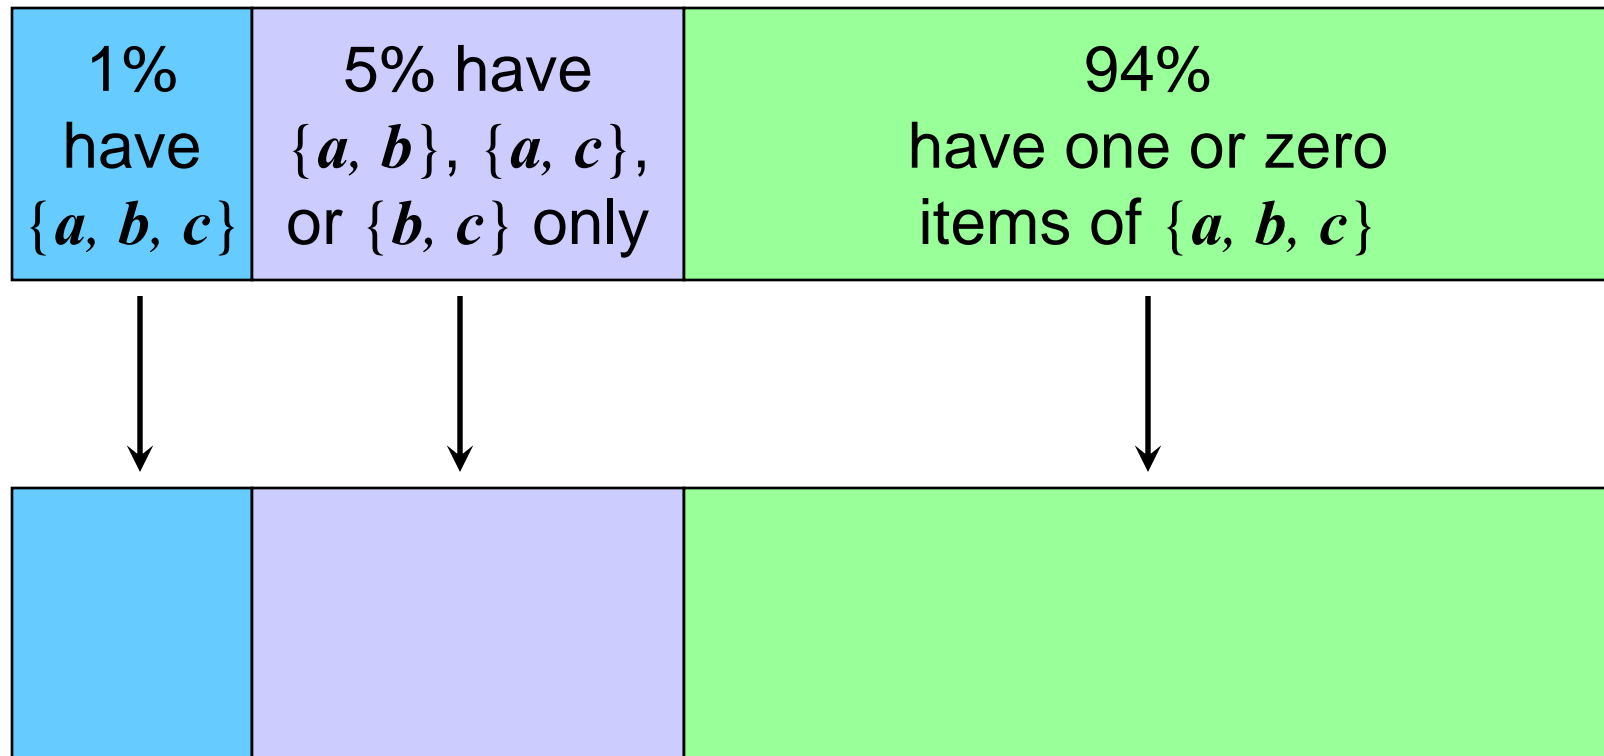 1%
have
{a, b, c}
5% have
{a, b}, {a, c},
or {b, c} only
94%
have one or zero
items of {a, b, c}